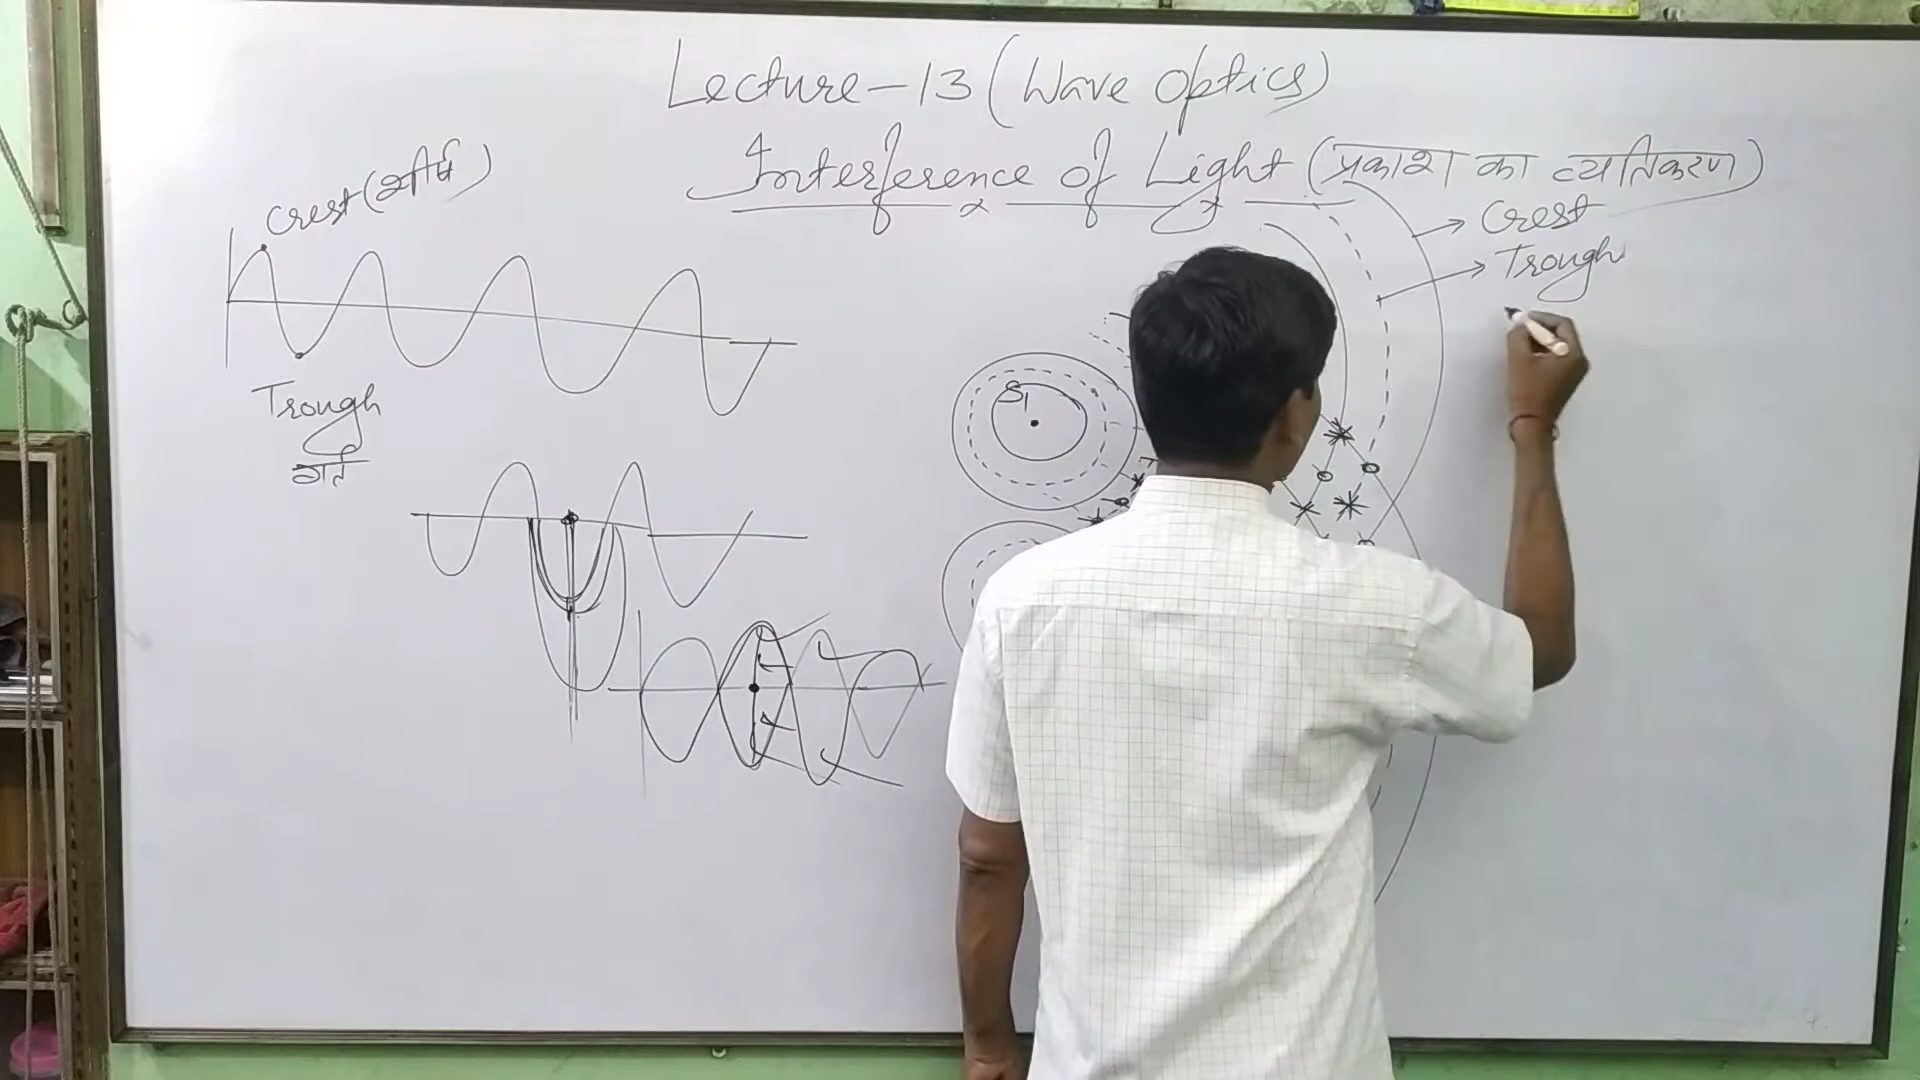 Lecture-13 (Wave Optics)
Interference of Light (प्रकाश का व्यतिकरण)
Crest (शीर्ष)
Trough
गर्त
Crest
Trough
S1